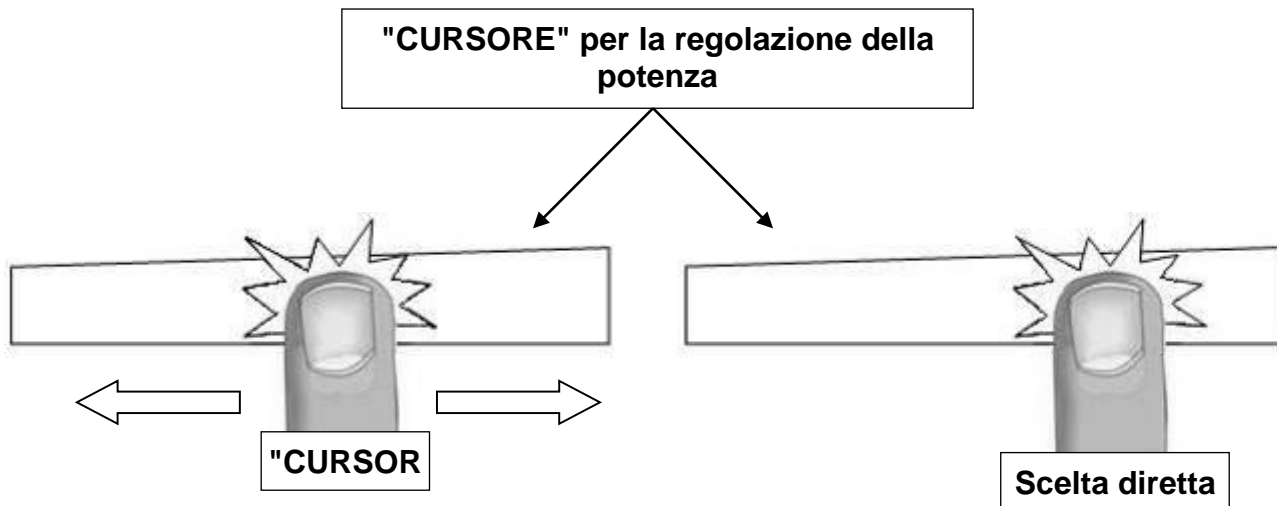 "CURSORE" per la regolazione della
potenza
"CURSOR
Scelta diretta